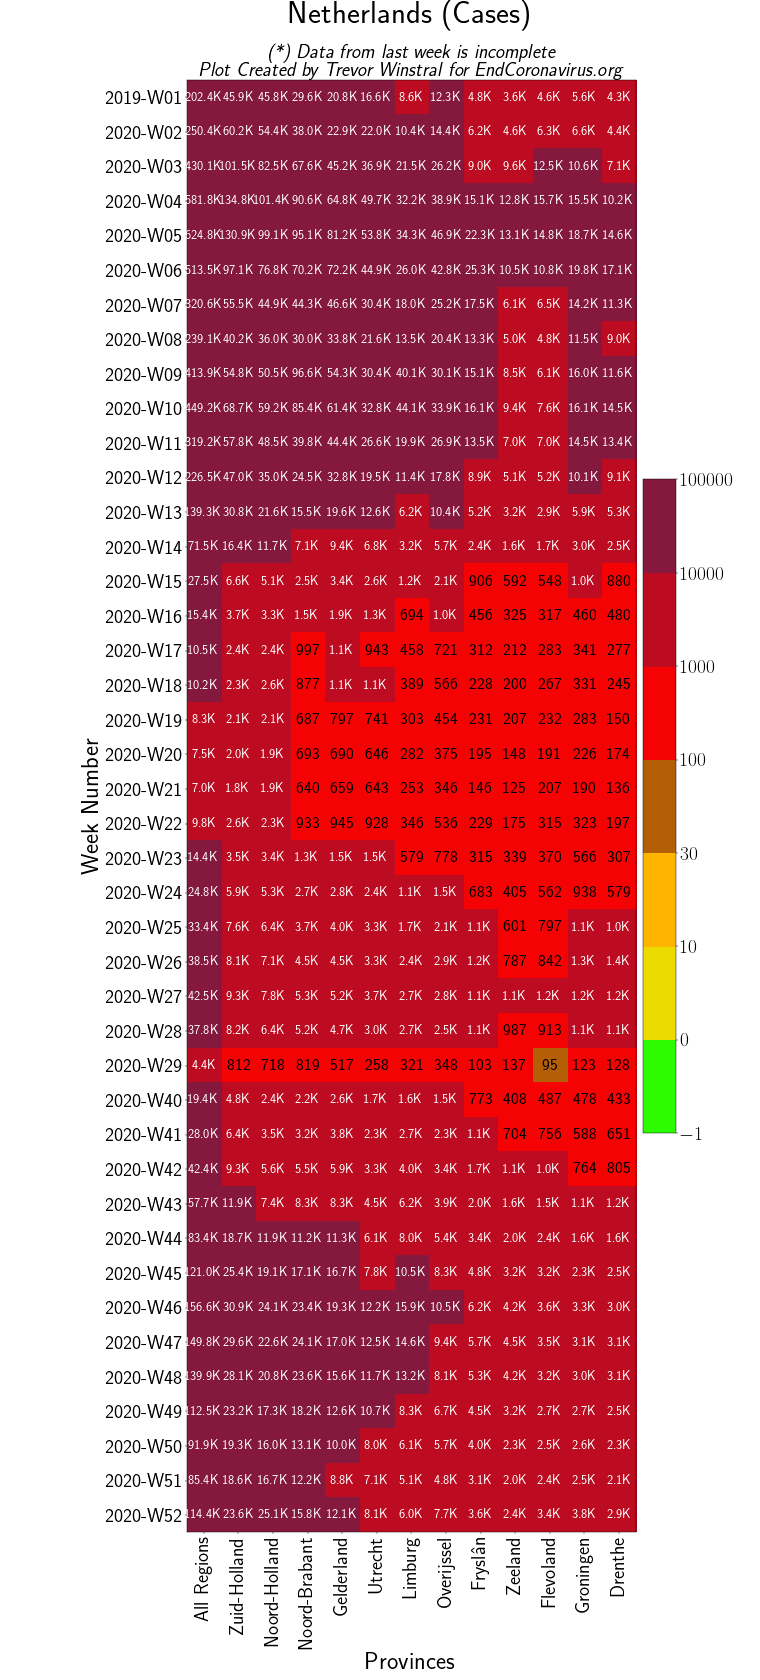 Netherlands (Cases)
(*) Data from last week is incomplete
Plot Created by Trevor Winstral for EndCoronavirus.org
2019-W01 202.4K 45.9K 45.8K 29.6K 20.8K 16.6K 8.6K 12.3K 4.8K 3.6K 4.6K 5.6K 4.3K
2020-W02 250.4K 60.2K 54.4K 38.0K 22.9K 22.0K 10.4K 14.4K 6.2K 4.6K 6.3K 6.6K 4.4K
2020-W03 430.1K 101.5K 82.5K 67.6K 45.2K 36.9K 21.5K 26.2K 9.0K 9.6K 12.5K 10.6K 7.1K
2020-W04 581.8K 134.8K 101.4K 90.6K 64.8K 49.7K 32.2K 38.9K 15.1K 12.8K 15.7K 15.5K 10.2K
2020-W05 624.8K 130.9K 99.1K 95.1K 81.2K 53.8K 34.3K 46.9K 22.3K 13.1K 14.8K 18.7K 14.6K
2020-W06 513.5K 97.1K 76.8K 70.2K 72.2K 44.9K 26.0K 42.8K 25.3K 10.5K 10.8K 19.8K 17.1K
2020-W07 320.6K 55.5K 44.9K 44.3K 46.6K 30.4K 18.0K 25.2K 17.5K 6.1K 6.5K 14.2K 11.3K
2020-W08 239.1K 40.2K 36.0K 30.0K 33.8K 21.6K 13.5K 20.4K 13.3K 5.0K 4.8K 11.5K 9.0K
2020-W09 413.9K 54.8K 50.5K 96.6K 54.3K 30.4K 40.1K 30.1K 15.1K 8.5K 6.1K 16.0K 11.6K
2020-W10 449.2K 68.7K 59.2K 85.4K 61.4K 32.8K 44.1K 33.9K 16.1K 9.4K 7.6K 16.1K 14.5K
2020-W11 319.2K 57.8K 48.5K 39.8K 44.4K 26.6K 19.9K 26.9K 13.5K 7.0K 7.0K 14.5K 13.4K
2020-W12 226.5K 47.0K 35.0K 24.5K 32.8K 19.5K 11.4K 17.8K 8.9K 5.1K 5.2K 10.1K 9.1K
2020-W13 139.3K 30.8K 21.6K 15.5K 19.6K 12.6K 6.2K 10.4K 5.2K 3.2K 2.9K 5.9K 5.3K
2020-W14 71.5K 16.4K 11.7K 7.1K 9.4K 6.8K 3.2K 5.7K 2.4K 1.6K 1.7K 3.0K 2.5K
2020-W15 27.5K 6.6K 5.1K 2.5K 3.4K 2.6K 1.2K 2.1K 906 592 548 1.0K 880
2020-W16 15.4K 3.7K 3.3K 1.5K 1.9K 1.3K 694 1.0K 456 325 317 460 480
2020-W17 10.5K 2.4K 2.4K 997 1.1K 943 458 721 312 212 283 341 277
2020-W18 10.2K 2.3K 2.6K 877 1.1K 1.1K 389 566 228 200 267 331 245
2020-W19 8.3K 2.1K 2.1K 687 797 741 303 454 231 207 232 283 150
2020-W20 7.5K 2.0K 1.9K 693 690 646 282 375 195 148 191 226 174
2020-W21 7.0K 1.8K 1.9K 640 659 643 253 346 146 125 207 190 136
2020-W22 9.8K 2.6K 2.3K 933 945 928 346 536 229 175 315 323 197
2020-W23 14.4K 3.5K 3.4K 1.3K 1.5K 1.5K 579 778 315 339 370 566 307
2020-W24 24.8K 5.9K 5.3K 2.7K 2.8K 2.4K 1.1K 1.5K 683 405 562 938 579
2020-W25 33.4K 7.6K 6.4K 3.7K 4.0K 3.3K 1.7K 2.1K 1.1K 601 797 1.1K 1.0K
2020-W26 38.5K 8.1K 7.1K 4.5K 4.5K 3.3K 2.4K 2.9K 1.2K 787 842 1.3K 1.4K
2020-W27 42.5K 9.3K 7.8K 5.3K 5.2K 3.7K 2.7K 2.8K 1.1K 1.1K 1.2K 1.2K 1.2K
2020-W28 37.8K 8.2K 6.4K 5.2K 4.7K 3.0K 2.7K 2.5K 1.1K 987 913 1.1K 1.1K
2020-W29 4.4K 812 718 819 517 258 321 348 103 137 95 123 128
2020-W40 19.4K 4.8K 2.4K 2.2K 2.6K 1.7K 1.6K 1.5K 773 408 487 478 433
2020-W41 28.0K 6.4K 3.5K 3.2K 3.8K 2.3K 2.7K 2.3K 1.1K 704 756 588 651
2020-W42 42.4K 9.3K 5.6K 5.5K 5.9K 3.3K 4.0K 3.4K 1.7K 1.1K 1.0K 764 805
2020-W43 57.7K 11.9K 7.4K 8.3K 8.3K 4.5K 6.2K 3.9K 2.0K 1.6K 1.5K 1.1K 1.2K
2020-W44 83.4K 18.7K 11.9K 11.2K 11.3K 6.1K 8.0K 5.4K 3.4K 2.0K 2.4K 1.6K 1.6K
2020-W45 121.0K 25.4K 19.1K 17.1K 16.7K 7.8K 10.5K 8.3K 4.8K 3.2K 3.2K 2.3K 2.5K
2020-W46 156.6K 30.9K 24.1K 23.4K 19.3K 12.2K 15.9K 10.5K 6.2K 4.2K 3.6K 3.3K 3.0K
2020-W47 149.8K 29.6K 22.6K 24.1K 17.0K 12.5K 14.6K 9.4K 5.7K 4.5K 3.5K 3.1K 3.1K
2020-W48 139.9K 28.1K 20.8K 23.6K 15.6K 11.7K 13.2K 8.1K 5.3K 4.2K 3.2K 3.0K 3.1K
2020-W49 112.5K 23.2K 17.3K 18.2K 12.6K 10.7K 8.3K 6.7K 4.5K 3.2K 2.7K 2.7K 2.5K
2020-W50 91.9K 19.3K 16.0K 13.1K 10.0K 8.0K 6.1K 5.7K 4.0K 2.3K 2.5K 2.6K 2.3K
2020-W51 85.4K 18.6K 16.7K 12.2K 8.8K 7.1K 5.1K 4.8K 3.1K 2.0K 2.4K 2.5K 2.1K
2020-W52 114.4K 23.6K 25.1K 15.8K 12.1K 8.1K 6.0K 7.7K 3.6K 2.4K 3.4K 3.8K 2.9K
Week Number
All Regions
Zuid-Holland
Noord-Holland
Noord-Brabant
Gelderland
Utrecht
Limburg
Overijssel
Fryslân
Zeeland
Flevoland
Groningen
Drenthe
Provinces
100000
10000
1000
100
30
10
0
−1